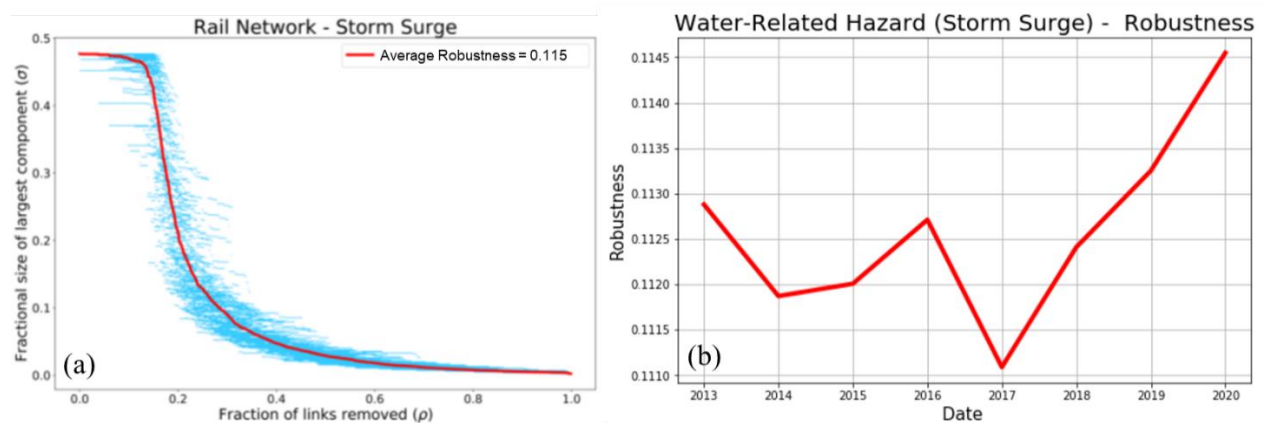 Rail Network - Storm Surge
Average Robustness = 0.115
Fractional size of largest component (σ)
0.5
0.4
0.3
0.2
0.1
0.0
(a)
0.0 0.2 0.4 0.6 0.8 1.0
Fraction of links removed (ρ)
Water-Related Hazard (Storm Surge) - Robustness
Robustness
0.1145
0.1140
0.1135
0.1130
0.1125
0.1120
0.1115
0.1110
(b)
2013 2014 2015 2016 2017 2018 2019 2020
Date